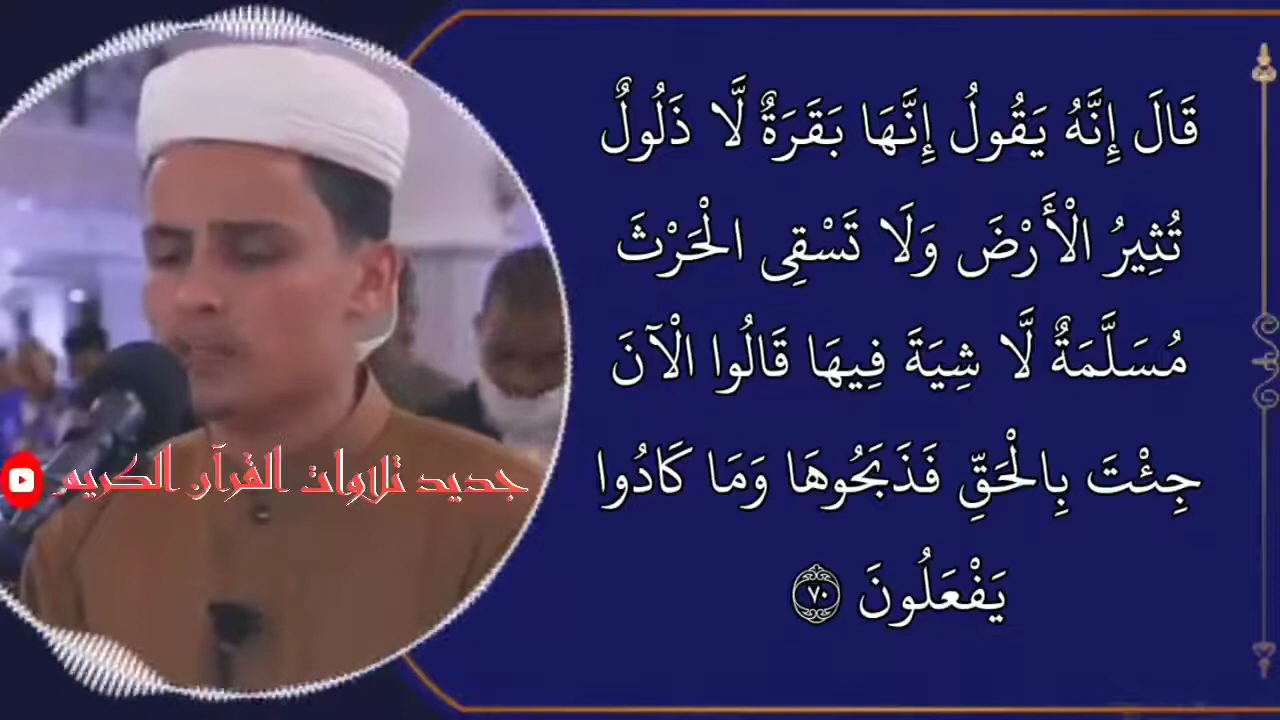 قَالَ إِنَّهُ يَقُولُ إِنَّهَا بَقَرَةٌ لَّا ذَلُولٌ
تُثِيرُ الْأَرْضَ وَلَا تَسْقِى الْحَرْثَ
مُسَلَّمَةٌ لَّا شِيَةَ فِيهَا قَالُوا الْآنَ
جِئْتَ بِالْحَقِّ فَذَبَحُوهَا وَمَا كَادُوا
يَفْعَلُونَ ٧٠
جديد تلاوات القرآن الكريم